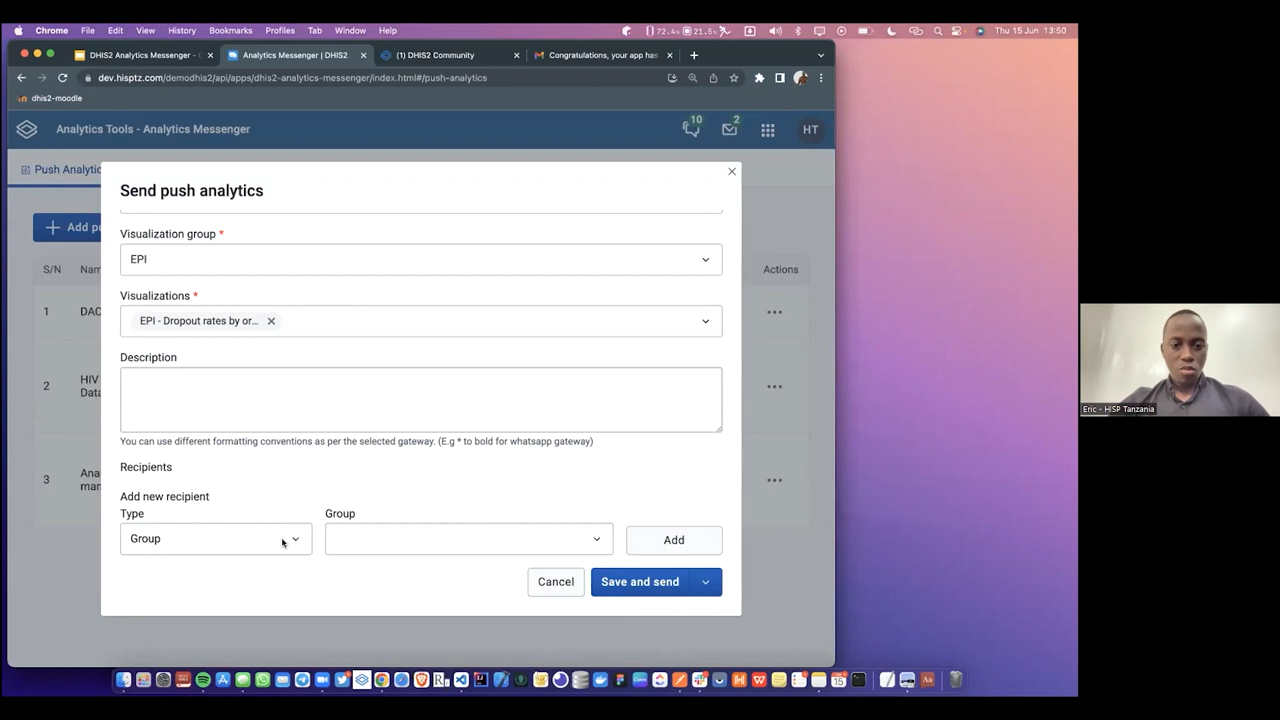 Chrome File Edit View History Bookmarks Profiles Tab Window Help
72.4% 21.5% Thu 15 Jun 13:50
DHIS2 Analytics Messenger - C
Analytics Messenger | DHIS2
(1) DHIS2 Community
Congratulations, your app has
dev.hisptz.com/demodhis2/api/apps/dhis2-analytics-messenger/index.html#/push-analytics
dhis2-moodle
Analytics Tools - Analytics Messenger
10
2
HT
Push Analytic
Send push analytics
Add pu
Visualization group *
EPI
S/N Nam Actions
Visualizations *
1 DAC
EPI - Dropout rates by or...
Description
2 HIV
Data
You can use different formatting conventions as per the selected gateway. (E.g * to bold for whatsapp gateway)
Recipients
3 Ana
man
Add new recipient
Type Group
Group
Add
Cancel Save and send
Eric - HISP Tanzania